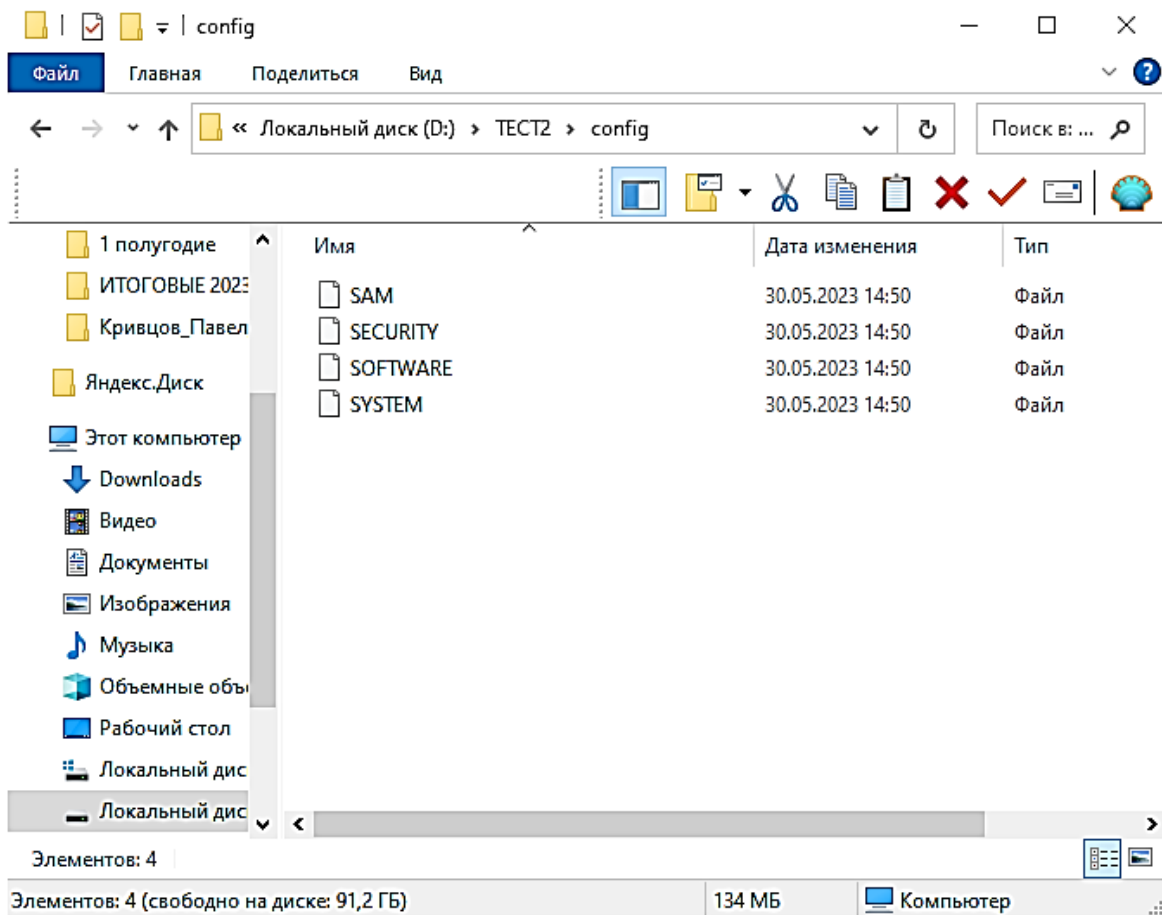 config
Файл Главная Поделиться Вид
« Локальный диск (D:) › ТЕСТ2 › config
Поиск в: ...
Имя Дата изменения Тип
SAM 30.05.2023 14:50 Файл
SECURITY 30.05.2023 14:50 Файл
SOFTWARE 30.05.2023 14:50 Файл
SYSTEM 30.05.2023 14:50 Файл
1 полугодие
ИТОГОВЫЕ 2023
Кривцов_Павел
Яндекс.Диск
Этот компьютер
Downloads
Видео
Документы
Изображения
Музыка
Объемные объ
Рабочий стол
Локальный дис
Локальный дис
Элементов: 4
Элементов: 4 (свободно на диске: 91,2 ГБ) 134 МБ Компьютер